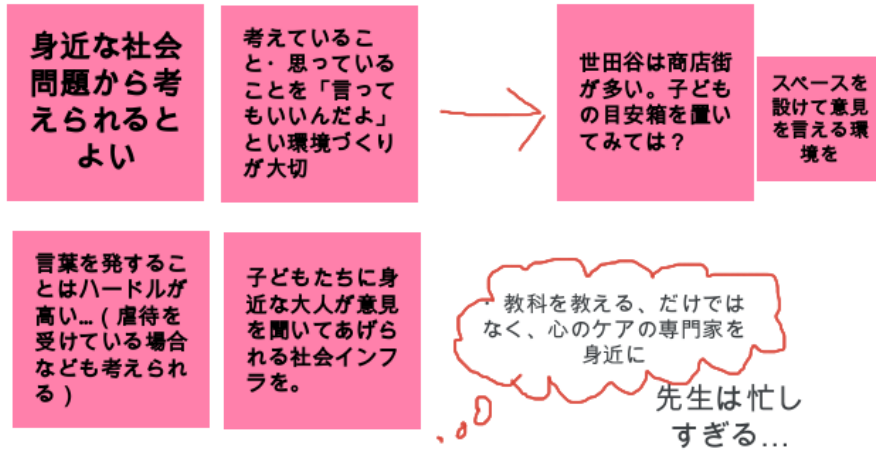 身近な社会
問題から考
えられると
よい
考えているこ
と・思っている
ことを「言って
もいいんだよ」
とい環境づくり
が大切
世田谷は商店街
が多い。子ども
の目安箱を置い
てみては？
スペースを
設けて意見
を言える環
境を
言葉を発するこ
とはハードルが
高い…（虐待を
受けている場合
なども考えられ
る）
子どもたちに身
近な大人が意見
を聞いてあげら
れる社会インフ
ラを。
・教科を教える、だけでは
なく、心のケアの専門家を
身近に
先生は忙し
すぎる…